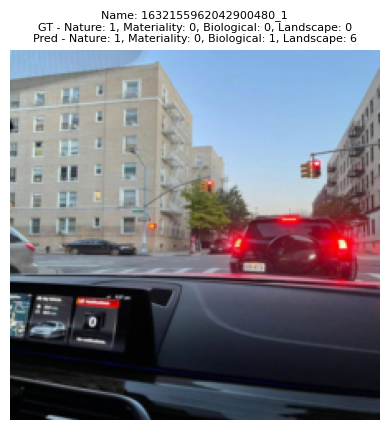 Name: 1632155962042900480_1
GT - Nature: 1, Materiality: 0, Biological: 0, Landscape: 0
Pred - Nature: 1, Materiality: 0, Biological: 1, Landscape: 6
0